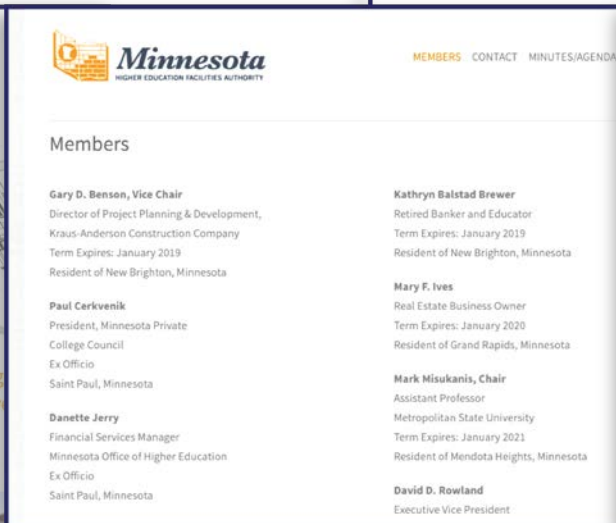 Minnesota
HIGHER EDUCATION FACILITIES AUTHORITY
MEMBERS CONTACT MINUTES/AGENDA
Members
Gary D. Benson, Vice Chair
Director of Project Planning & Development,
Kraus-Anderson Construction Company
Term Expires: January 2019
Resident of New Brighton, Minnesota
Paul Cerkvenik
President, Minnesota Private
College Council
Ex Officio
Saint Paul, Minnesota
Danette Jerry
Financial Services Manager
Minnesota Office of Higher Education
Ex Officio
Saint Paul, Minnesota
Kathryn Balstad Brewer
Retired Banker and Educator
Term Expires: January 2019
Resident of New Brighton, Minnesota
Mary F. Ives
Real Estate Business Owner
Term Expires: January 2020
Resident of Grand Rapids, Minnesota
Mark Misukanis, Chair
Assistant Professor
Metropolitan State University
Term Expires: January 2021
Resident of Mendota Heights, Minnesota
David D. Rowland
Executive Vice President